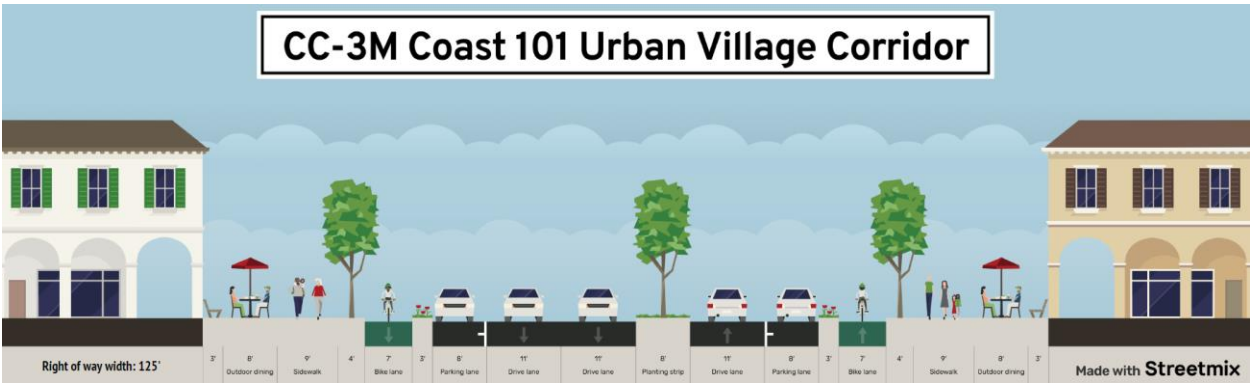 CC-3M Coast 101 Urban Village Corridor
Right of way width: 125'
3' 8' 9' 4' 7' 3' 8' 11' 11' 8' 11' 8' 3' 7' 4' 9' 8' 3'
Outdoor dining Sidewalk Bike lane Parking lane Drive lane Drive lane Planting strip Drive lane Parking lane Bike lane Sidewalk Outdoor dining
Made with Streetmix